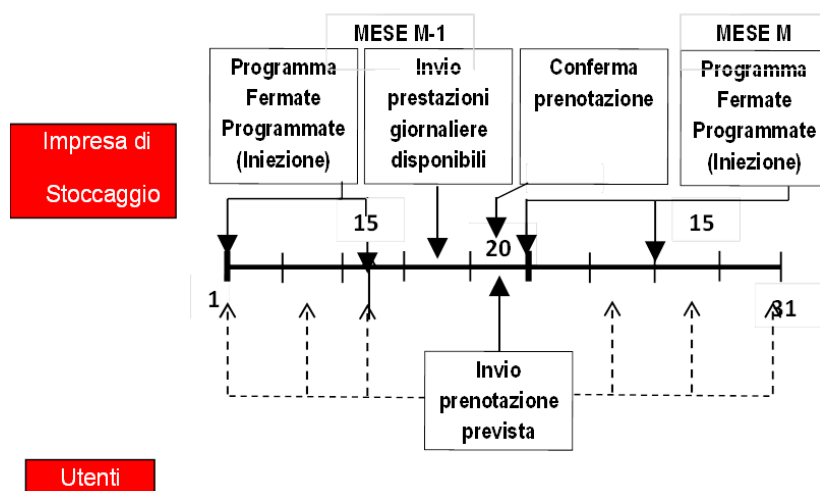 MESE M-1
MESE M
Programma
Fermate
Programmate
(Iniezione)
Invio
prestazioni
giornaliere
disponibili
Conferma
prenotazione
Programma
Fermate
Programmate
(Iniezione)
Impresa di
Stoccaggio
15
15
20
1
31
Invio
prenotazione
prevista
Utenti